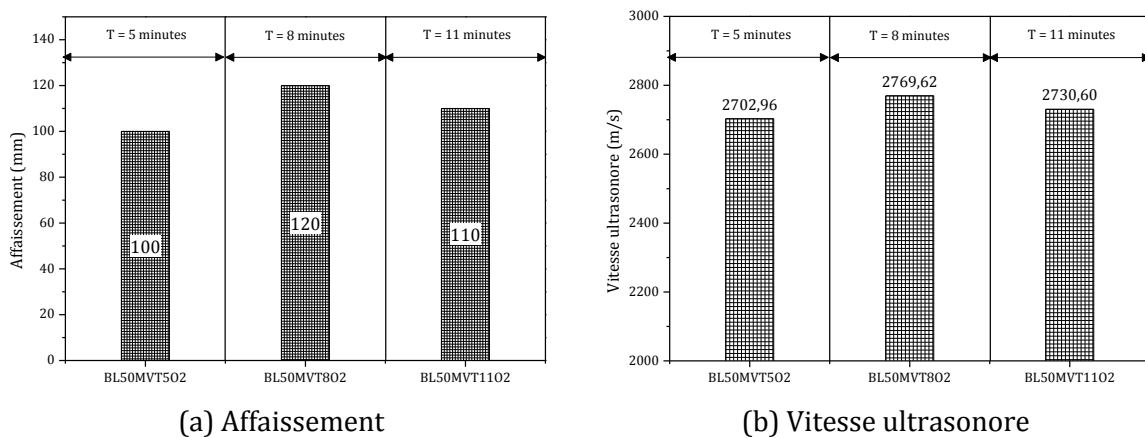 T = 5 minutes T = 8 minutes T = 11 minutes
140
120
100
80
60
40
20
0
Affaissement (mm)
100
120
110
BL50MVT5O2 BL50MVT8O2 BL50MVT11O2
(a) Affaissement
T = 5 minutes T = 8 minutes T = 11 minutes
3000
2800
2600
2400
2200
2000
Vitesse ultrasonore (m/s)
2702,96
2769,62
2730,60
BL50MVT5O2 BL50MVT8O2 BL50MVT11O2
(b) Vitesse ultrasonore